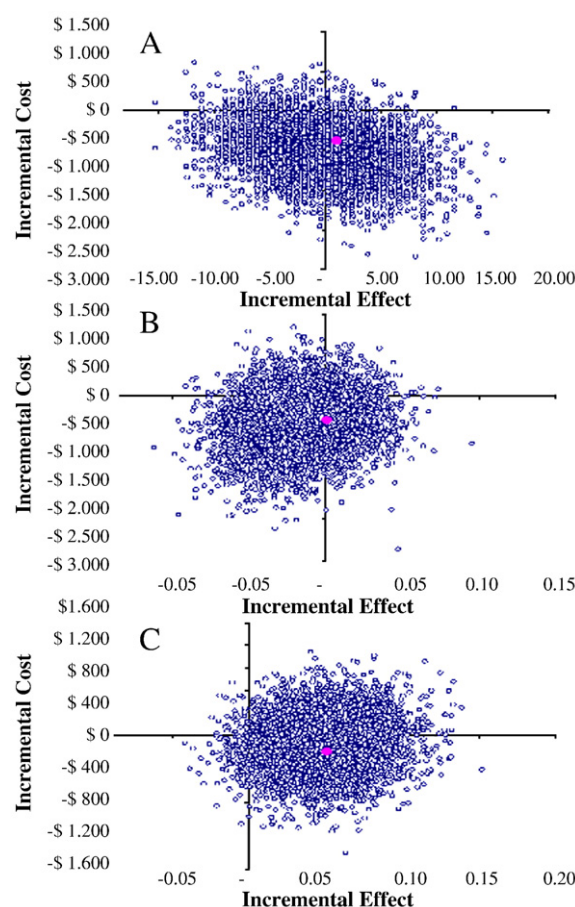 A
Incremental Cost
$ 1.500
$ 1.000
$ 500
$ 0
-$ 500
-$ 1.000
-$ 1.500
-$ 2.000
-$ 2.500
-$ 3.000
-15.00 -10.00 -5.00 - 5.00 10.00 15.00 20.00
Incremental Effect
B
Incremental Cost
$ 1.500
$ 1.000
$ 500
$ 0
-$ 500
-$ 1.000
-$ 1.500
-$ 2.000
-$ 2.500
-$ 3.000
-0.05 -0.05 - 0.05 0.10 0.15
Incremental Effect
C
Incremental Cost
$1.600
$ 1.200
$ 800
$ 400
$ 0
-$ 400
-$ 800
-$ 1.200
-$ 1.600
-0.05 - 0.05 0.10 0.15 0.20
Incremental Effect